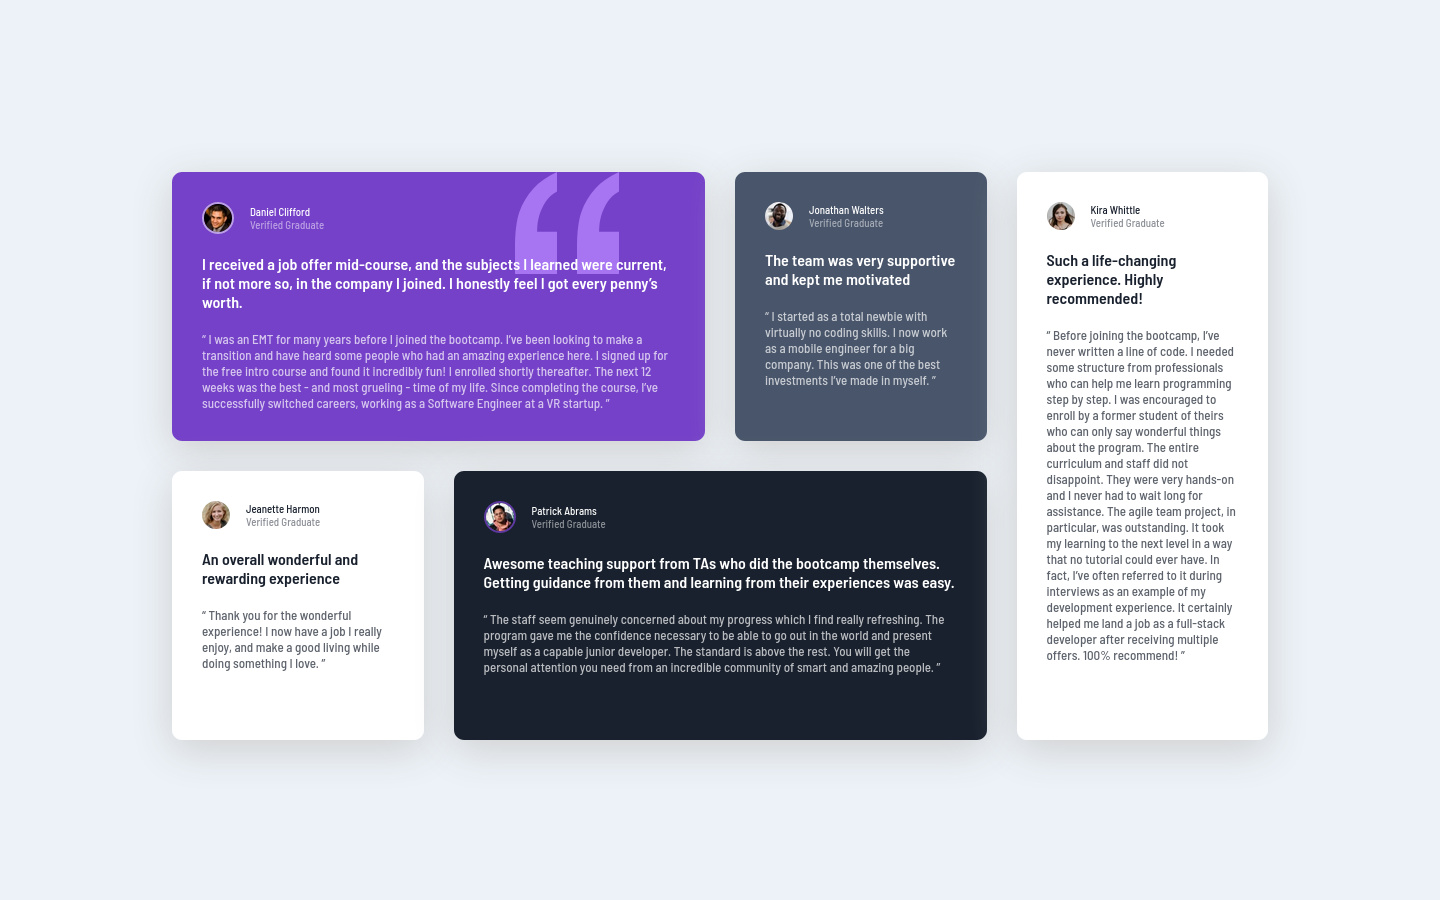 Daniel Clifford
Verified Graduate
I received a job offer mid-course, and the subjects I learned were current,
if not more so, in the company I joined. I honestly feel I got every penny’s
worth.
“ I was an EMT for many years before I joined the bootcamp. I’ve been looking to make a
transition and have heard some people who had an amazing experience here. I signed up for
the free intro course and found it incredibly fun! I enrolled shortly thereafter. The next 12
weeks was the best - and most grueling - time of my life. Since completing the course, I’ve
successfully switched careers, working as a Software Engineer at a VR startup. ”
Jonathan Walters
Verified Graduate
The team was very supportive
and kept me motivated
“ I started as a total newbie with
virtually no coding skills. I now work
as a mobile engineer for a big
company. This was one of the best
investments I’ve made in myself. ”
Kira Whittle
Verified Graduate
Such a life-changing
experience. Highly
recommended!
“ Before joining the bootcamp, I’ve
never written a line of code. I needed
some structure from professionals
who can help me learn programming
step by step. I was encouraged to
enroll by a former student of theirs
who can only say wonderful things
about the program. The entire
curriculum and staff did not
disappoint. They were very hands-on
and I never had to wait long for
assistance. The agile team project, in
particular, was outstanding. It took
my learning to the next level in a way
that no tutorial could ever have. In
fact, I’ve often referred to it during
interviews as an example of my
development experience. It certainly
helped me land a job as a full-stack
developer after receiving multiple
offers. 100% recommend! ”
Jeanette Harmon
Verified Graduate
An overall wonderful and
rewarding experience
“ Thank you for the wonderful
experience! I now have a job I really
enjoy, and make a good living while
doing something I love. ”
Patrick Abrams
Verified Graduate
Awesome teaching support from TAs who did the bootcamp themselves.
Getting guidance from them and learning from their experiences was easy.
“ The staff seem genuinely concerned about my progress which I find really refreshing. The
program gave me the confidence necessary to be able to go out in the world and present
myself as a capable junior developer. The standard is above the rest. You will get the
personal attention you need from an incredible community of smart and amazing people. ”